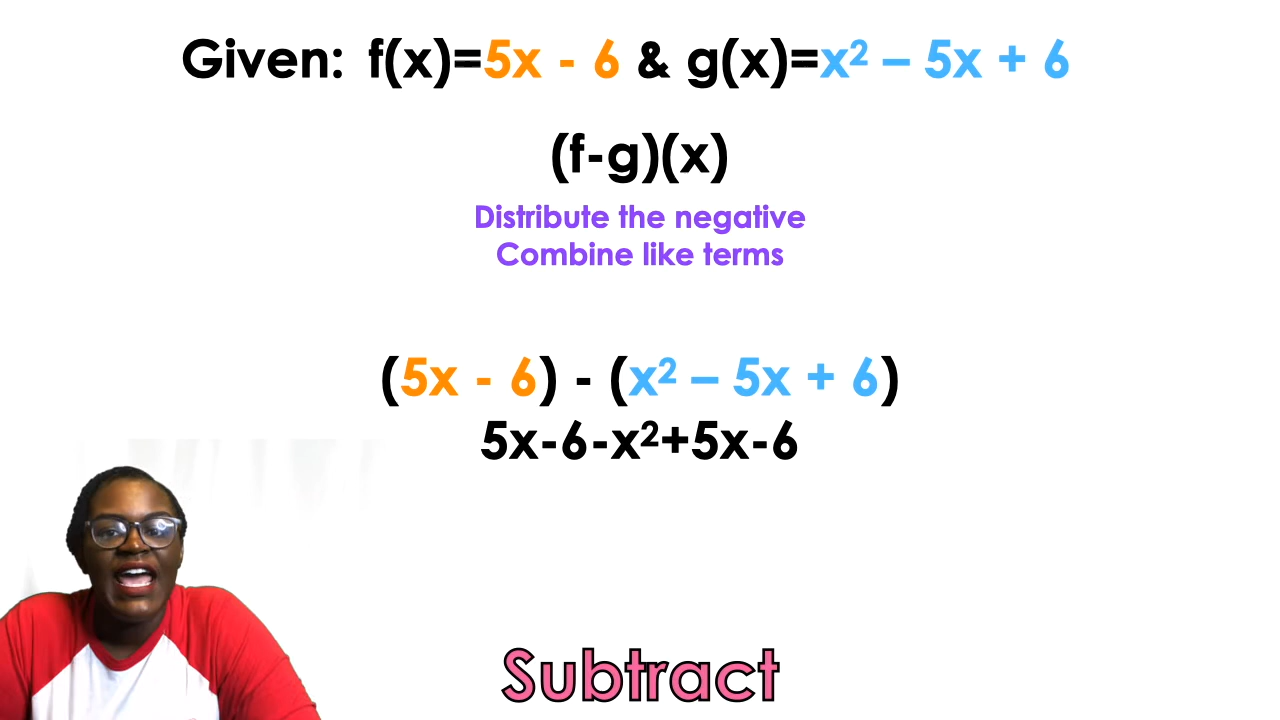 Given: f(x)=5x - 6 & g(x)=x² – 5x + 6
(f-g)(x)
Distribute the negative
Combine like terms
(5x - 6) - (x² – 5x + 6)
5x-6-x²+5x-6
Subtract